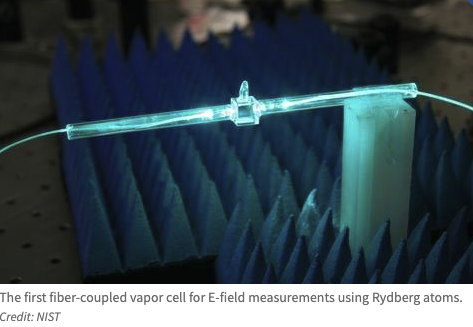 The first fiber-coupled vapor cell for E-field measurements using Rydberg atoms.
Credit: NIST